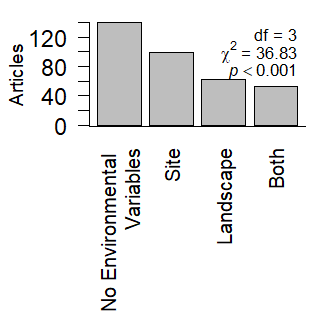 Articles
120
80
40
0
df = 3
χ² = 36.83
p < 0.001
No Environmental
Variables
Site
Landscape
Both